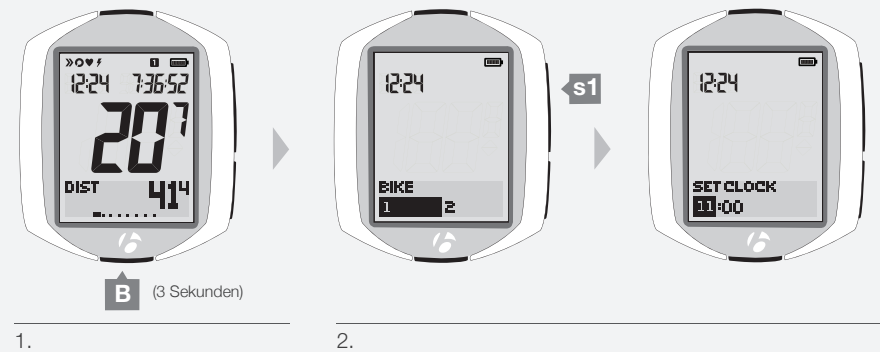 1
12:24 7:36:52
20 7
DIST 41 4
B (3 Sekunden)
1.
12:24
BIKE
1 2
s1
12:24
SET CLOCK
11:00
2.